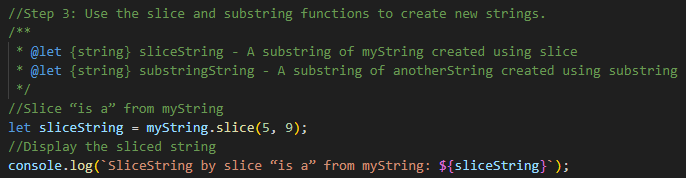 //Step 3: Use the slice and substring functions to create new strings.
/**
 * @let {string} sliceString - A substring of myString created using slice
 * @let {string} substringString - A substring of anotherString created using substring
 */
//Slice “is a” from myString
let sliceString = myString.slice(5, 9);
//Display the sliced string
console.log(`SliceString by slice “is a” from myString: ${sliceString}`);